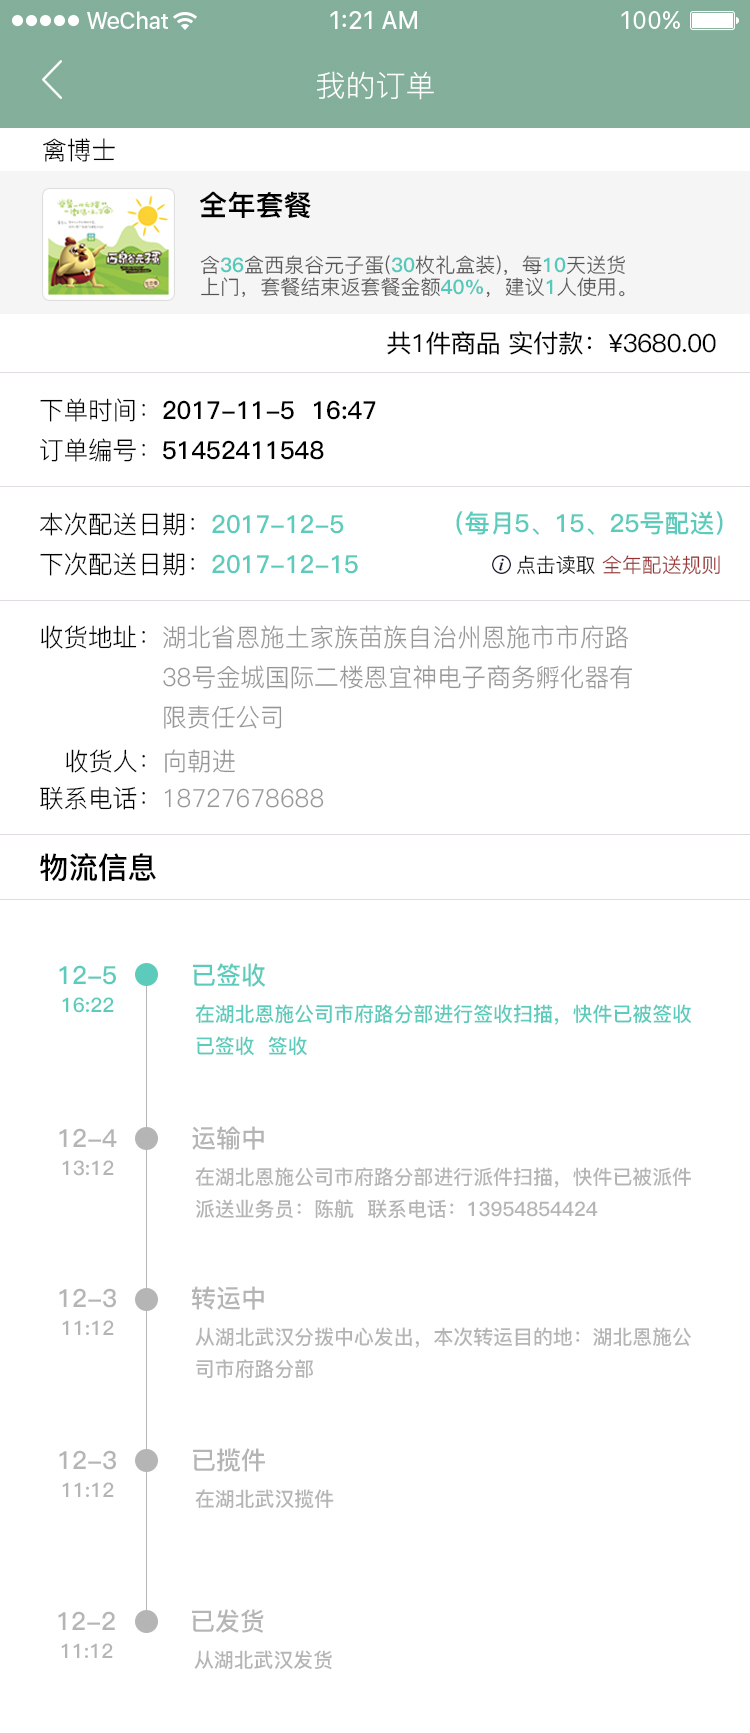 WeChat 1:21 AM 100%
我的订单
禽博士
全年套餐
西泉谷元子蛋
含36盒西泉谷元子蛋(30枚礼盒装)，每10天送货
上门，套餐结束返套餐金额40%，建议1人使用。
共1件商品 实付款：¥3680.00
下单时间：2017-11-5 16:47
订单编号：51452411548
本次配送日期：2017-12-5 （每月5、15、25号配送）
下次配送日期：2017-12-15 点击读取 全年配送规则
收货地址：湖北省恩施土家族苗族自治州恩施市市府路
38号金城国际二楼恩宜神电子商务孵化器有
限责任公司
收货人：向朝进
联系电话：18727678688
物流信息
12-5 已签收
16:22 在湖北恩施公司市府路分部进行签收扫描，快件已被签收
已签收 签收
12-4 运输中
13:12 在湖北恩施公司市府路分部进行派件扫描，快件已被派件
派送业务员：陈航 联系电话：13954854424
12-3 转运中
11:12 从湖北武汉分拨中心发出，本次转运目的地：湖北恩施公
司市府路分部
12-3 已揽件
11:12 在湖北武汉揽件
12-2 已发货
11:12 从湖北武汉发货